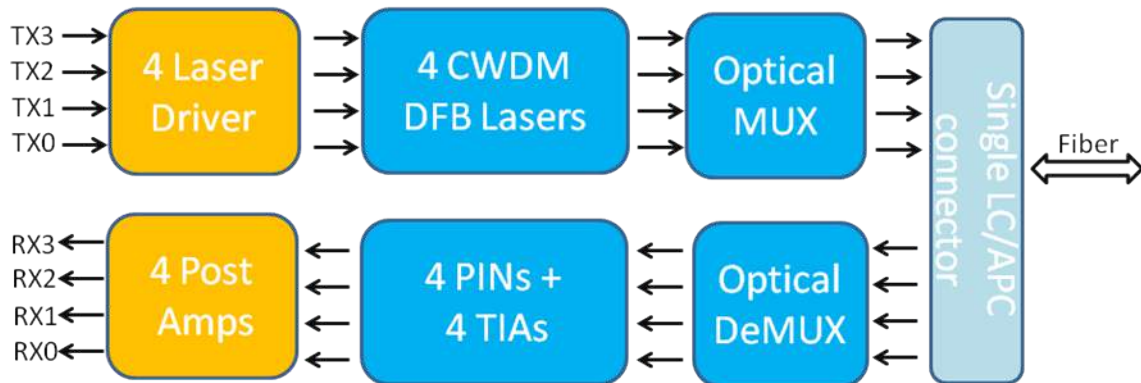 TX3
TX2
TX1
TX0
4 Laser
Driver
4 CWDM
DFB Lasers
Optical
MUX
Single LC/APC
connector
Fiber
RX3
RX2
RX1
RX0
4 Post
Amps
4 PINs +
4 TIAs
Optical
DeMUX